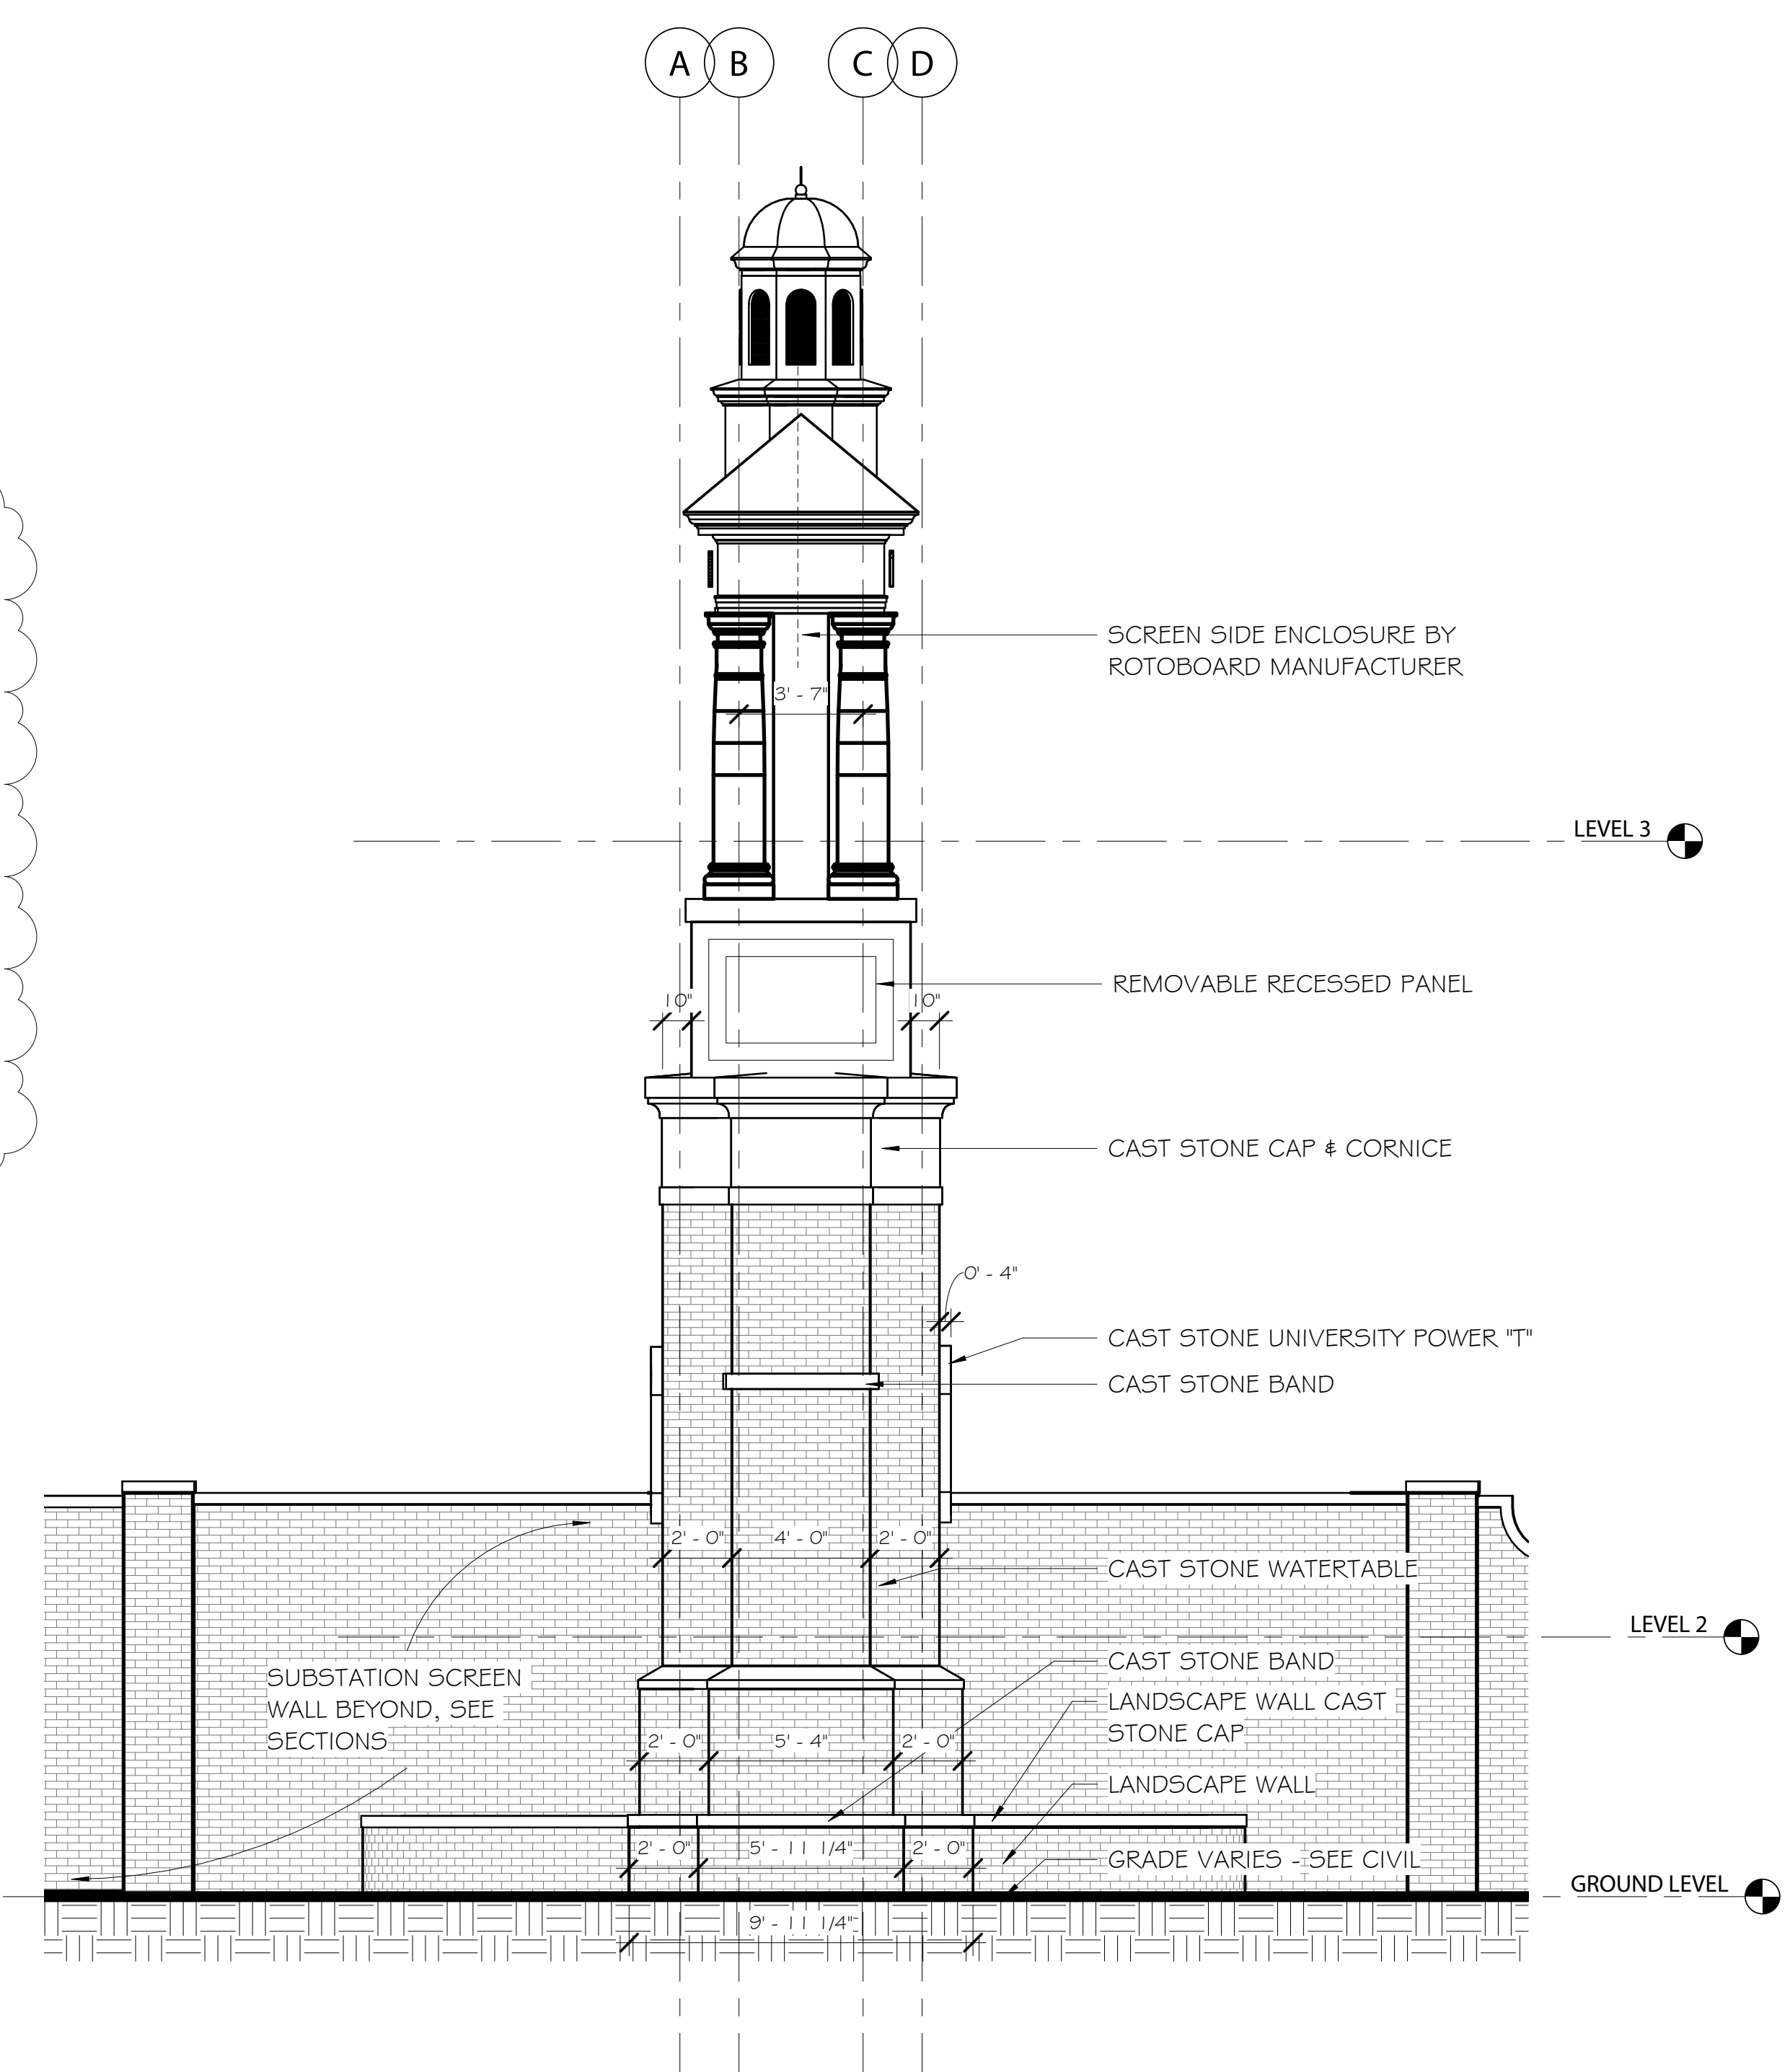 A B C D
SCREEN SIDE ENCLOSURE BY
ROTOBOARD MANUFACTURER
3' - 7"
LEVEL 3
REMOVABLE RECESSED PANEL
10" 10"
CAST STONE CAP & CORNICE
0' - 4"
CAST STONE UNIVERSITY POWER "T"
CAST STONE BAND
2' - 0" 4' - 0" 2' - 0"
CAST STONE WATERTABLE
LEVEL 2
SUBSTATION SCREEN
WALL BEYOND, SEE
SECTIONS
CAST STONE BAND
LANDSCAPE WALL CAST
STONE CAP
2' - 0" 5' - 4" 2' - 0"
LANDSCAPE WALL
2' - 0" 5' - 11 1/4" 2' - 0"
GRADE VARIES - SEE CIVIL
GROUND LEVEL
9' - 11 1/4"